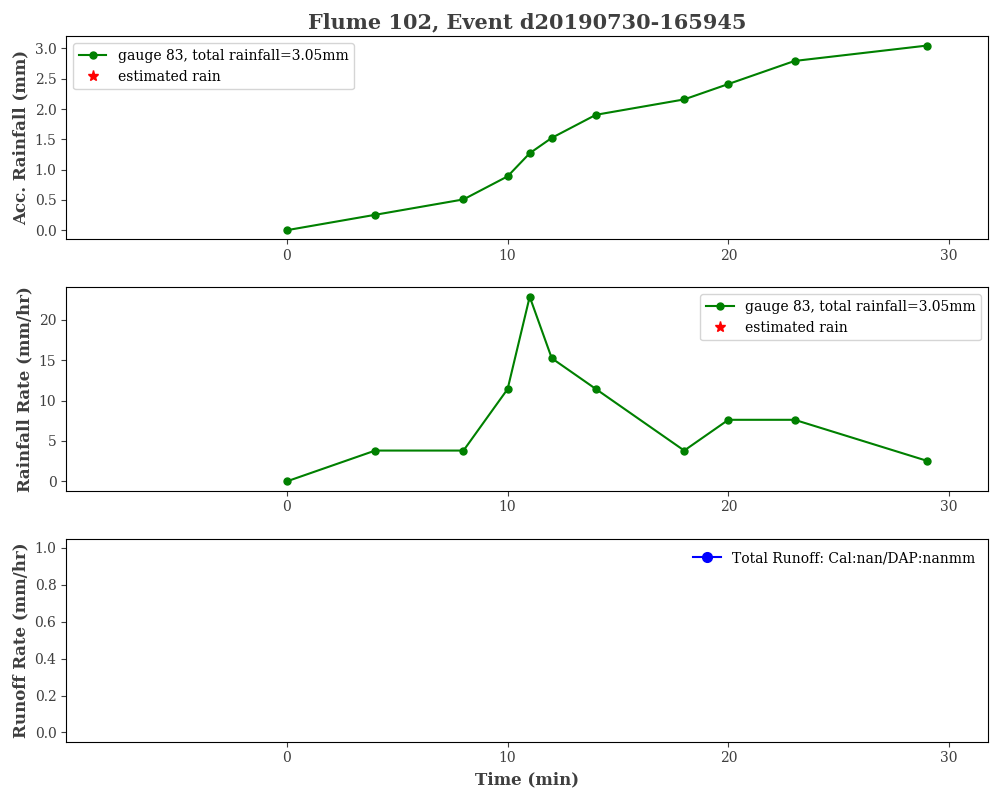 Flume 102, Event d20190730-165945
Acc. Rainfall (mm)
3.0
2.5
2.0
1.5
1.0
0.5
0.0
gauge 83, total rainfall=3.05mm
estimated rain
0 10 20 30
Rainfall Rate (mm/hr)
20
15
10
5
0
gauge 83, total rainfall=3.05mm
estimated rain
0 10 20 30
Runoff Rate (mm/hr)
1.0
0.8
0.6
0.4
0.2
0.0
Total Runoff: Cal:nan/DAP:nanmm
0 10 20 30
Time (min)